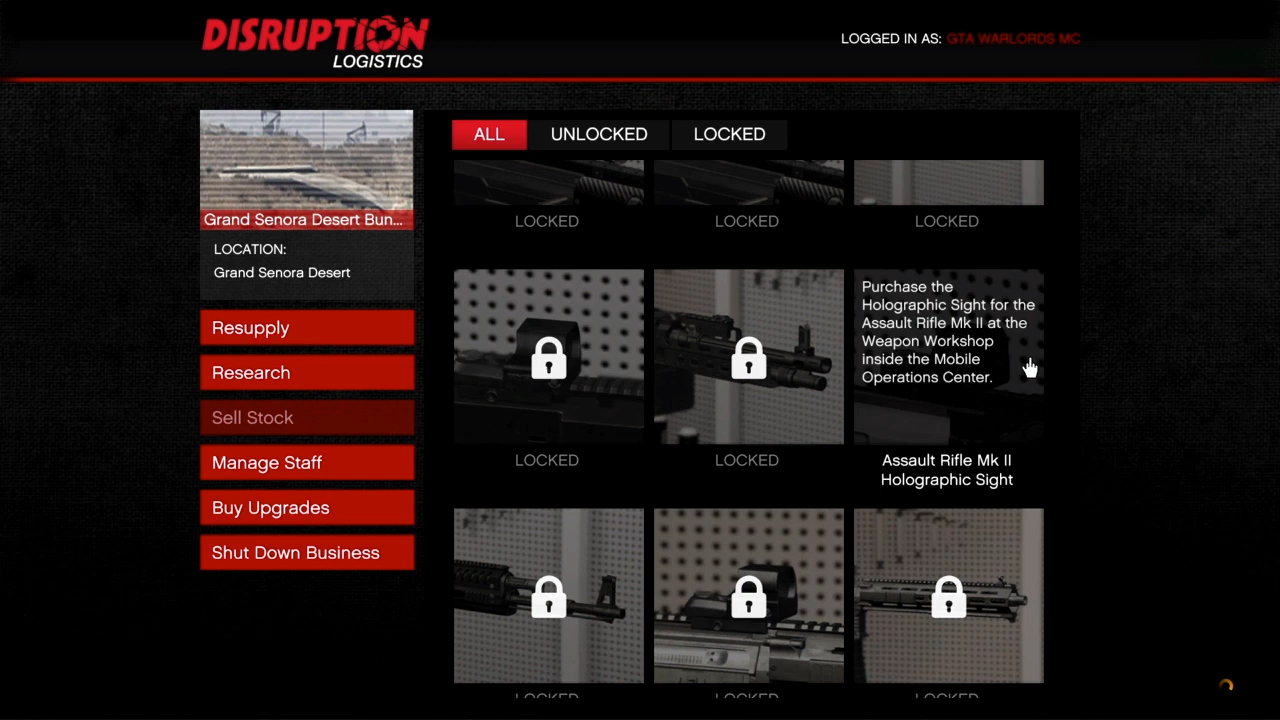 DISRUPTION
LOGISTICS
LOGGED IN AS: GTA WARLORDS MC
Grand Senora Desert Bun...
LOCATION:
Grand Senora Desert
Resupply
Research
Sell Stock
Manage Staff
Buy Upgrades
Shut Down Business
ALL
UNLOCKED
LOCKED
LOCKED
LOCKED
LOCKED
Purchase the
Holographic Sight for the
Assault Rifle Mk II at the
Weapon Workshop
inside the Mobile
Operations Center.
LOCKED
LOCKED
Assault Rifle Mk II
Holographic Sight
LOCKED
LOCKED
LOCKED